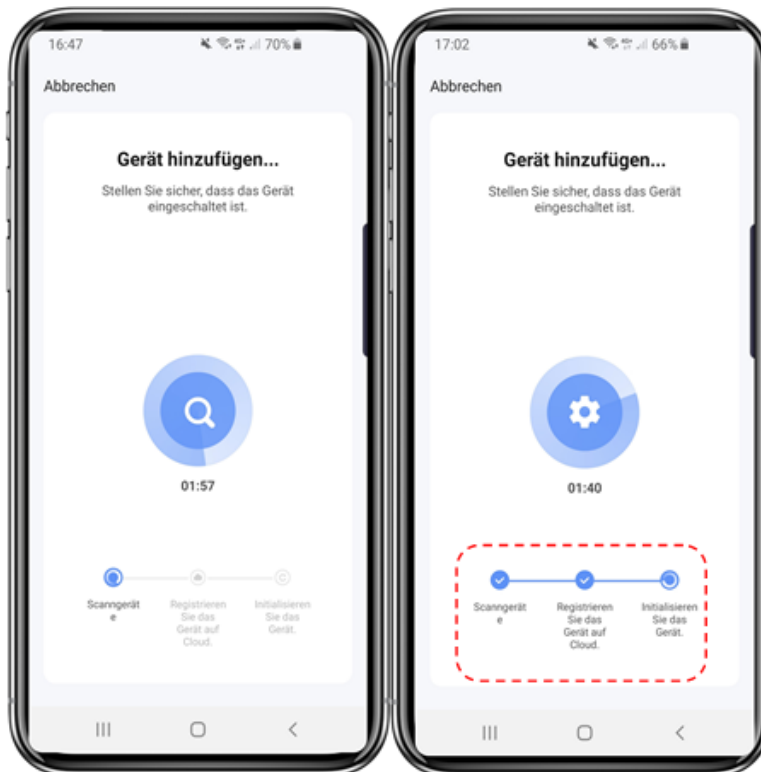 16:47
70%
Abbrechen
Gerät hinzufügen...
Stellen Sie sicher, dass das Gerät
eingeschaltet ist.
01:57
Scanngerät
e
Registrieren
Sie das
Gerät auf
Cloud.
Initialisieren
Sie das
Gerät.
17:02
66%
Abbrechen
Gerät hinzufügen...
Stellen Sie sicher, dass das Gerät
eingeschaltet ist.
01:40
Scanngerät
e
Registrieren
Sie das
Gerät auf
Cloud.
Initialisieren
Sie das
Gerät.